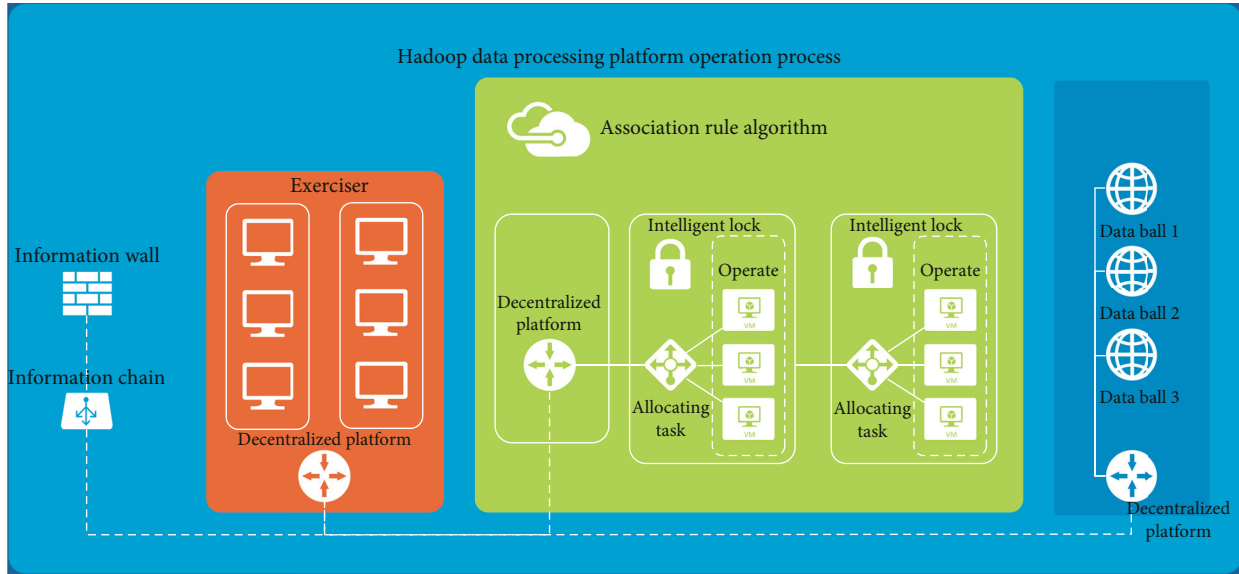 Hadoop data processing platform operation process
Association rule algorithm
Exerciser
Information wall
Information chain
Decentralized platform
Decentralized
platform
Intelligent lock
Operate
VM
VM
VM
Allocating
task
Intelligent lock
Operate
VM
VM
VM
Allocating
task
Data ball 1
Data ball 2
Data ball 3
Decentralized
platform